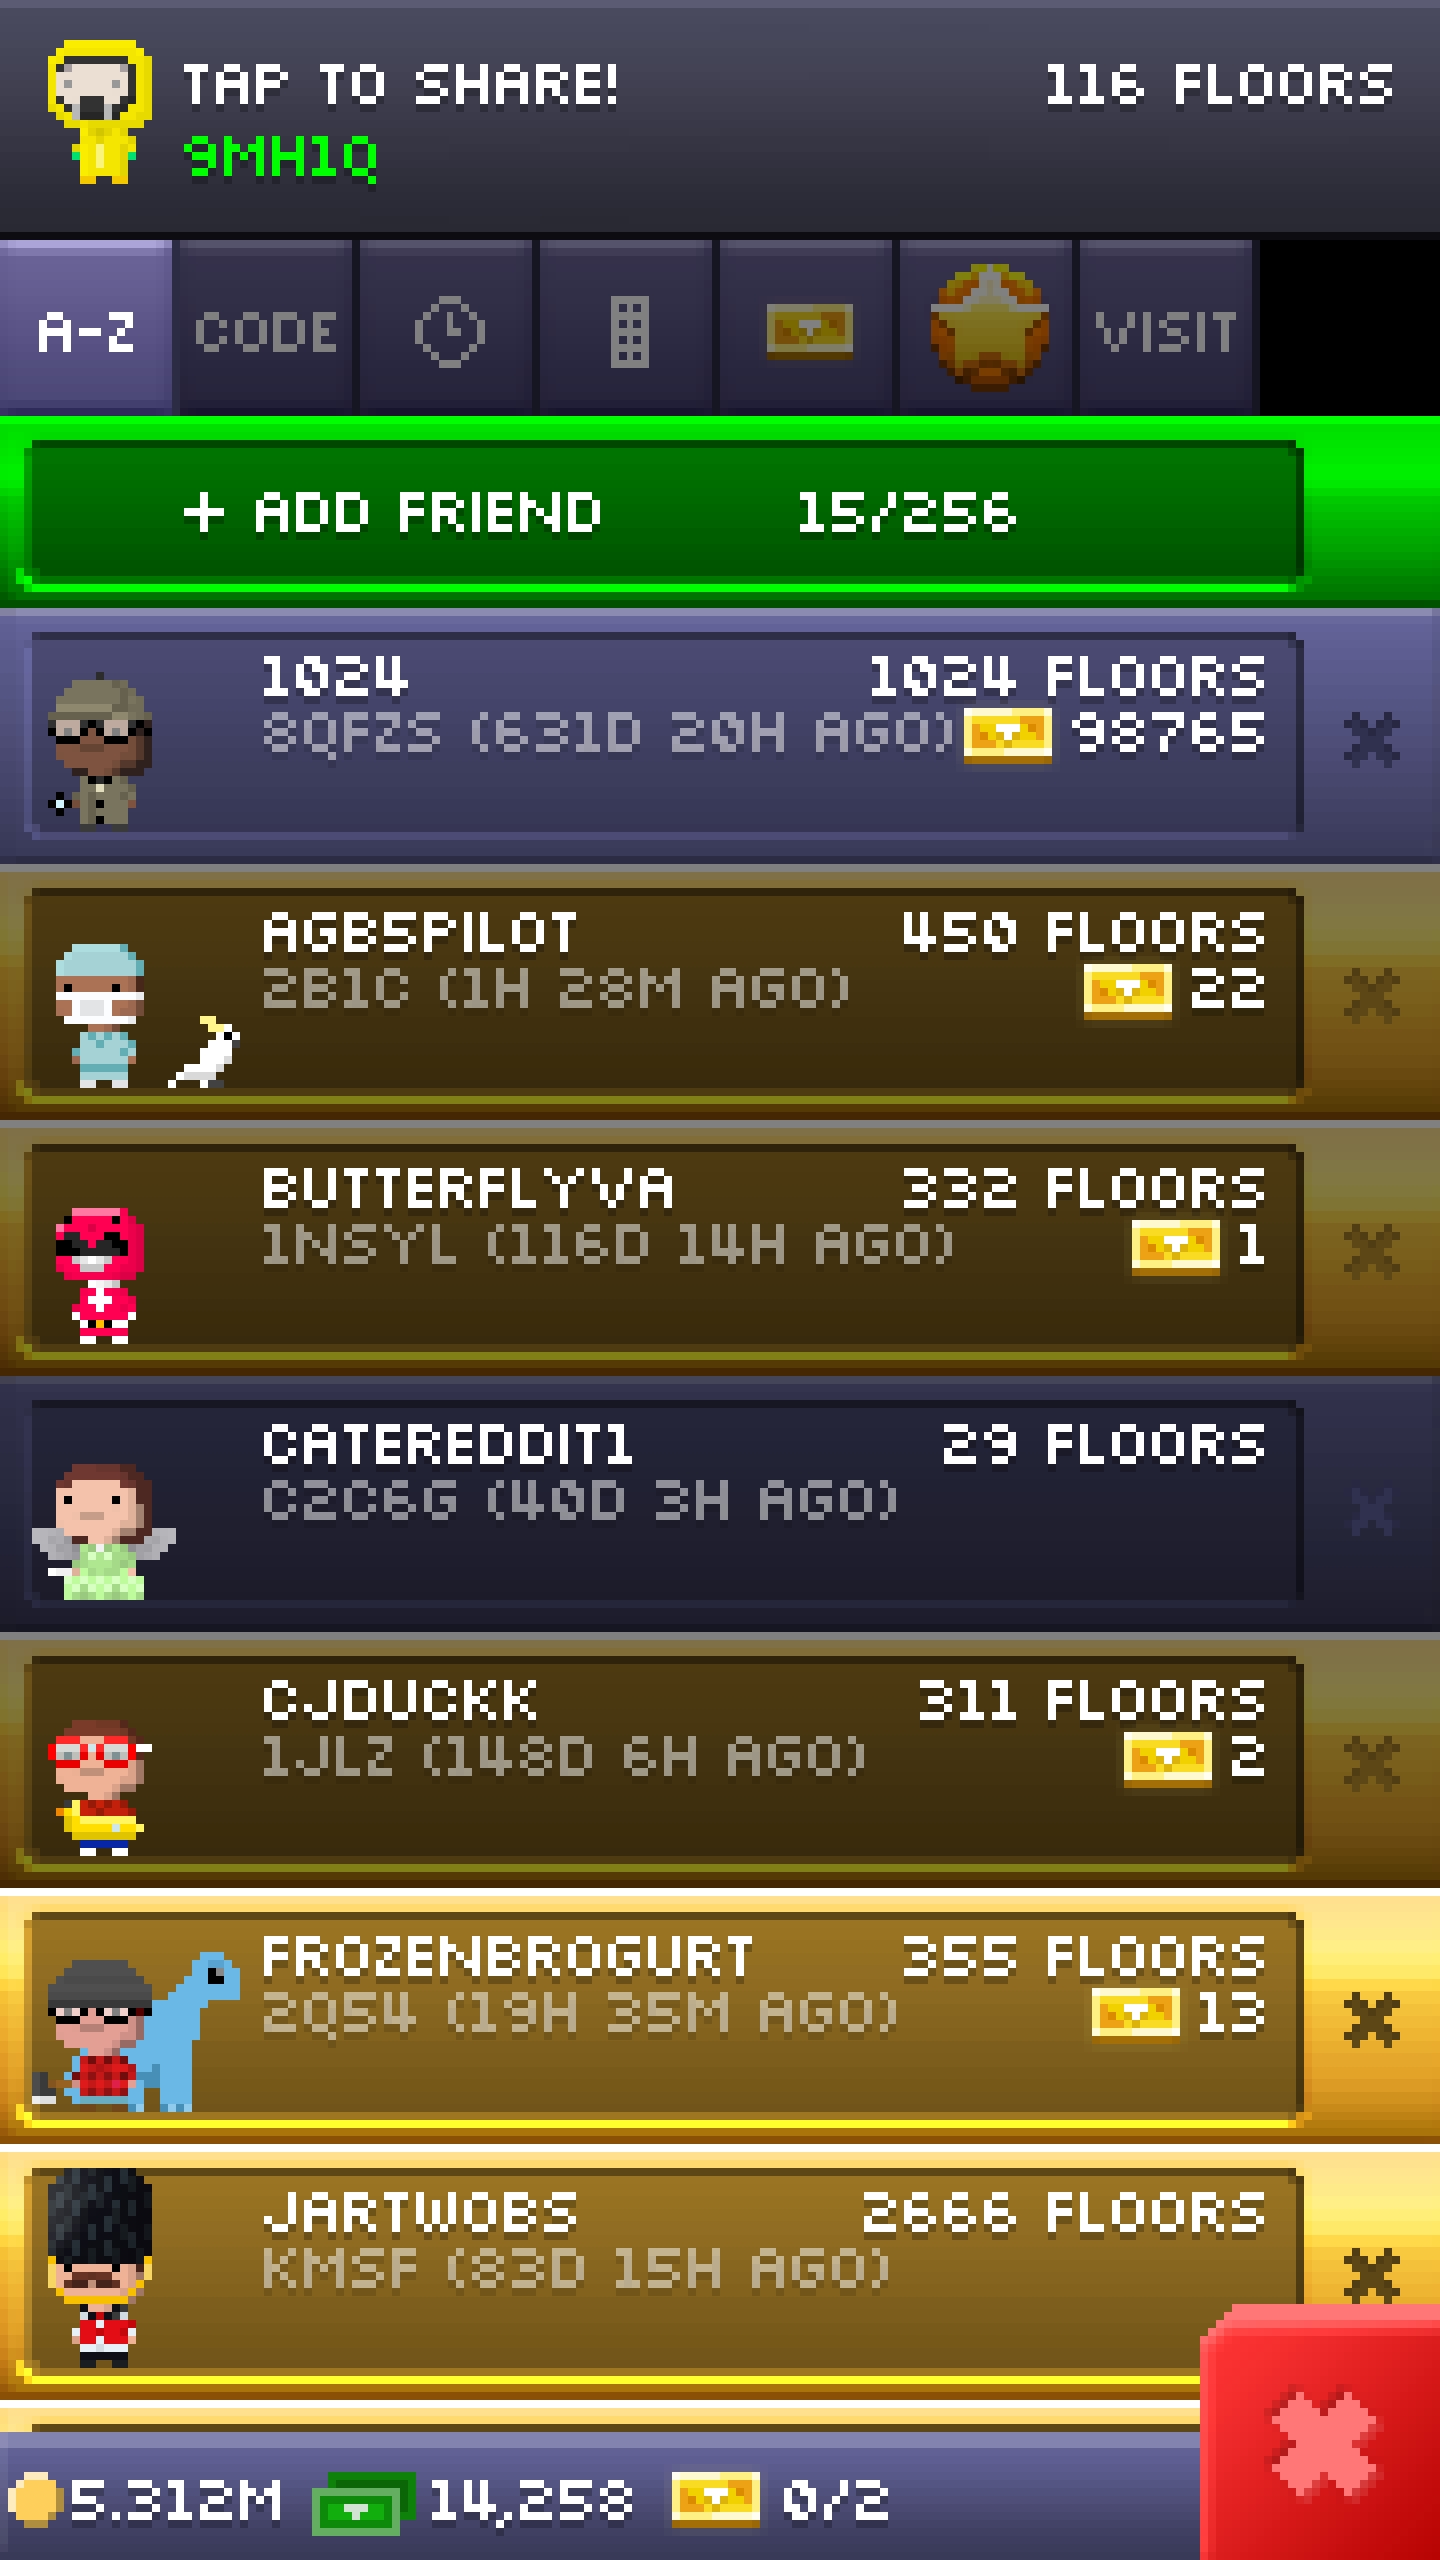 TAP TO SHARE! 116 FLOORS
9MH1Q
A-Z CODE VISIT
+ ADD FRIEND 15/256
1024 1024 FLOORS
8QFZS (631D 20H AGO) 98765
AGB5PILOT 450 FLOORS
2B1C (1H 28M AGO) 22
BUTTERFLYVA 332 FLOORS
1NSYL (116D 14H AGO) 1
CATEREDDIT1 29 FLOORS
C2C6G (40D 3H AGO)
CJDUCKK 311 FLOORS
1JLZ (148D 6H AGO) 2
FROZENBROGURT 355 FLOORS
2Q54 (19H 35M AGO) 13
JARTWOBS 2666 FLOORS
KMSF (83D 15H AGO)
5.312M 14,258 0/2